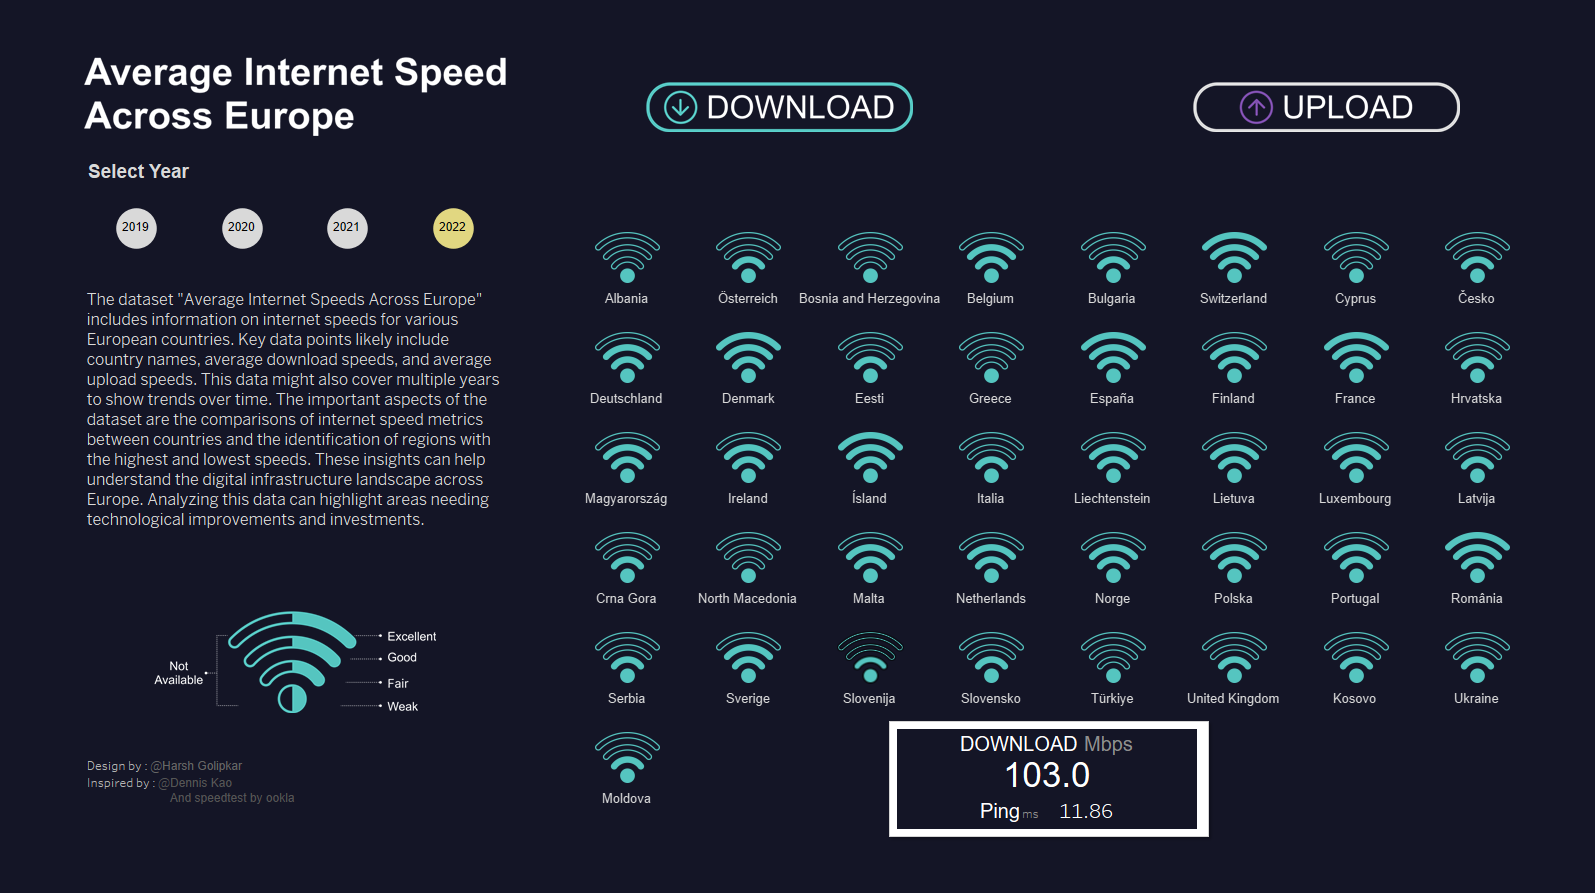 Average Internet Speed
Across Europe
DOWNLOAD
UPLOAD
Select Year
2019
2020
2021
2022
The dataset "Average Internet Speeds Across Europe"
includes information on internet speeds for various
European countries. Key data points likely include
country names, average download speeds, and average
upload speeds. This data might also cover multiple years
to show trends over time. The important aspects of the
dataset are the comparisons of internet speed metrics
between countries and the identification of regions with
the highest and lowest speeds. These insights can help
understand the digital infrastructure landscape across
Europe. Analyzing this data can highlight areas needing
technological improvements and investments.
Not
Available
Excellent
Good
Fair
Weak
Design by : @Harsh Golipkar
Inspired by : @Dennis Kao
And speedtest by ookla
Albania
Österreich
Bosnia and Herzegovina
Belgium
Bulgaria
Switzerland
Cyprus
Česko
Deutschland
Denmark
Eesti
Greece
España
Finland
France
Hrvatska
Magyarország
Ireland
Ísland
Italia
Liechtenstein
Lietuva
Luxembourg
Latvija
Crna Gora
North Macedonia
Malta
Netherlands
Norge
Polska
Portugal
România
Serbia
Sverige
Slovenija
Slovensko
Türkiye
United Kingdom
Kosovo
Ukraine
Moldova
DOWNLOAD Mbps
103.0
Ping ms 11.86